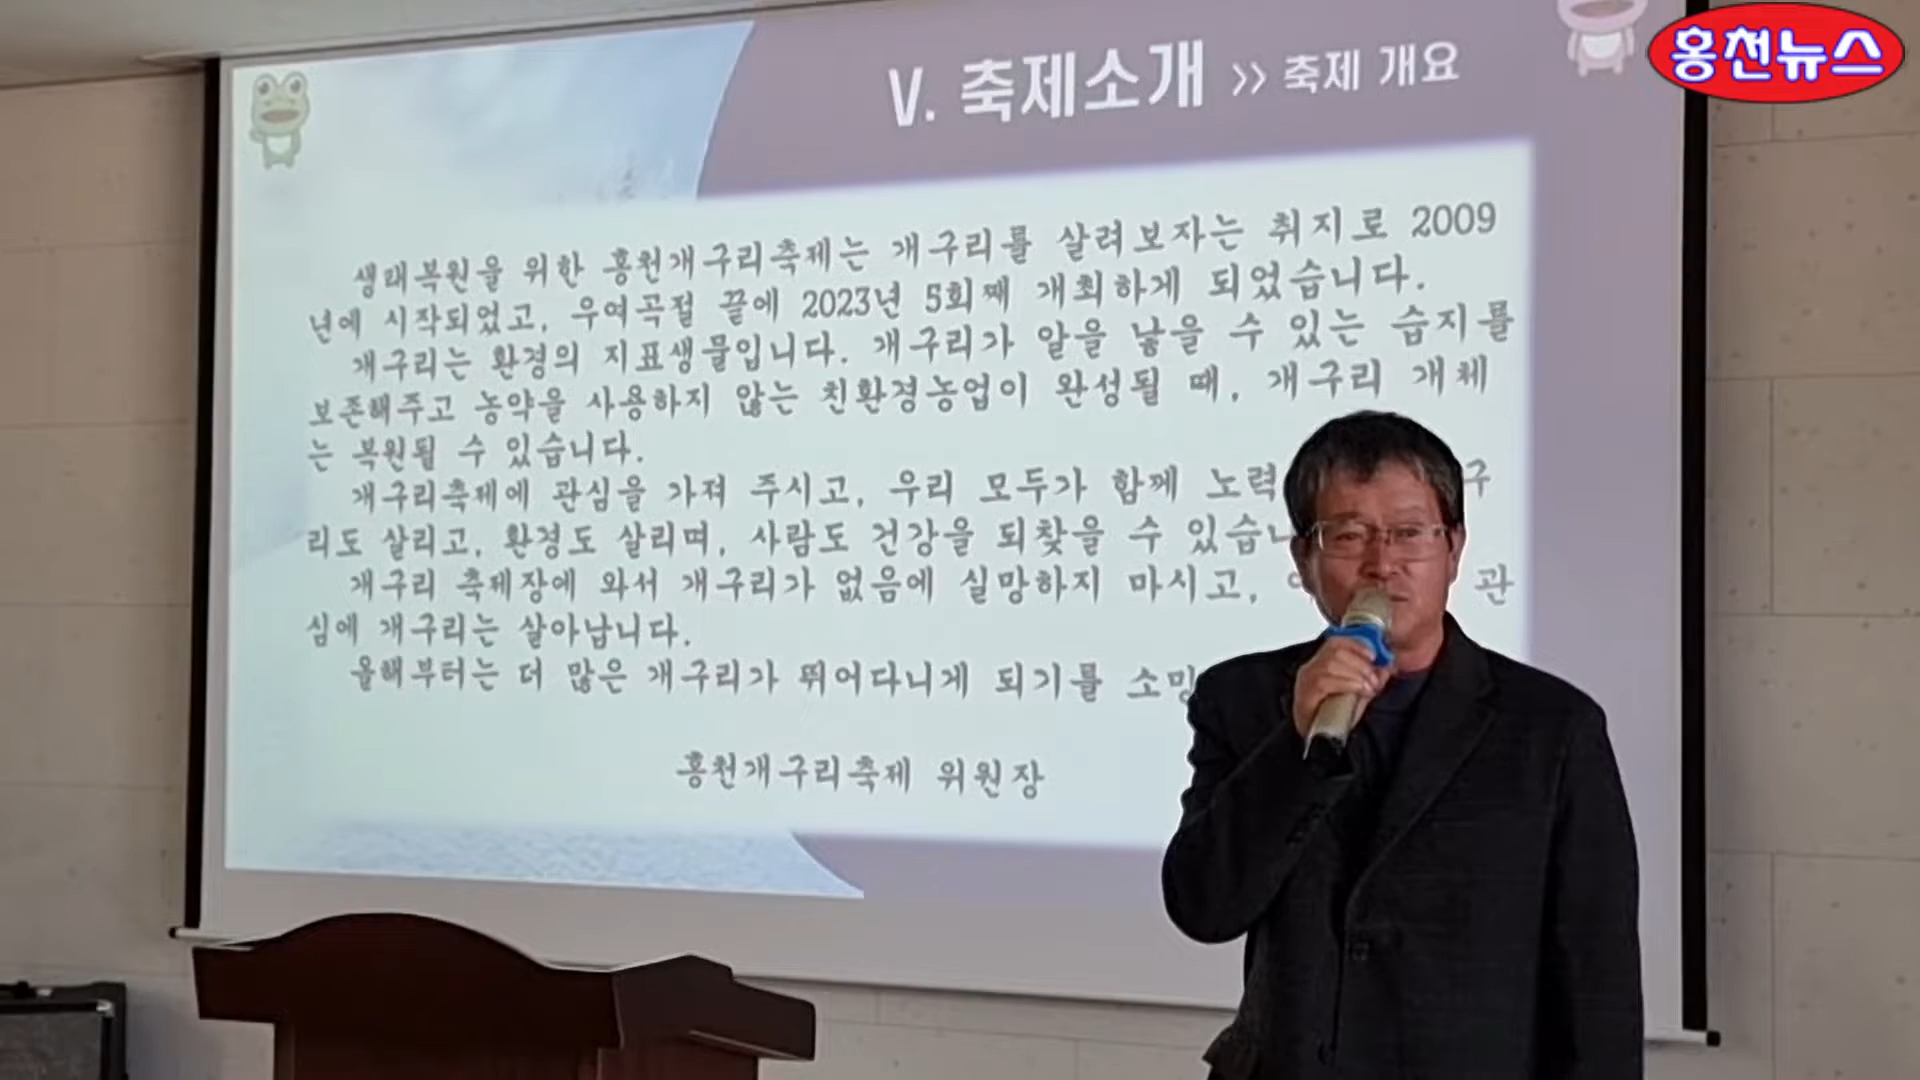 홍천뉴스
V. 축제소개 >> 축제 개요
생태복원을 위한 홍천개구리축제는 개구리를 살려보자는 취지로 2009
년에 시작되었고, 우여곡절 끝에 2023년 5회째 개최하게 되었습니다.
개구리는 환경의 지표생물입니다. 개구리가 알을 낳을 수 있는 습지를
보존해주고 농약을 사용하지 않는 친환경농업이 완성될 때, 개구리 개체
는 복원될 수 있습니다.
개구리축제에 관심을 가져 주시고, 우리 모두가 함께 노력 구
리도 살리고, 환경도 살리며, 사람도 건강을 되찾을 수 있습니
개구리 축제장에 와서 개구리가 없음에 실망하지 마시고, 관
심에 개구리는 살아납니다.
올해부터는 더 많은 개구리가 뛰어다니게 되기를 소망
홍천개구리축제 위원장